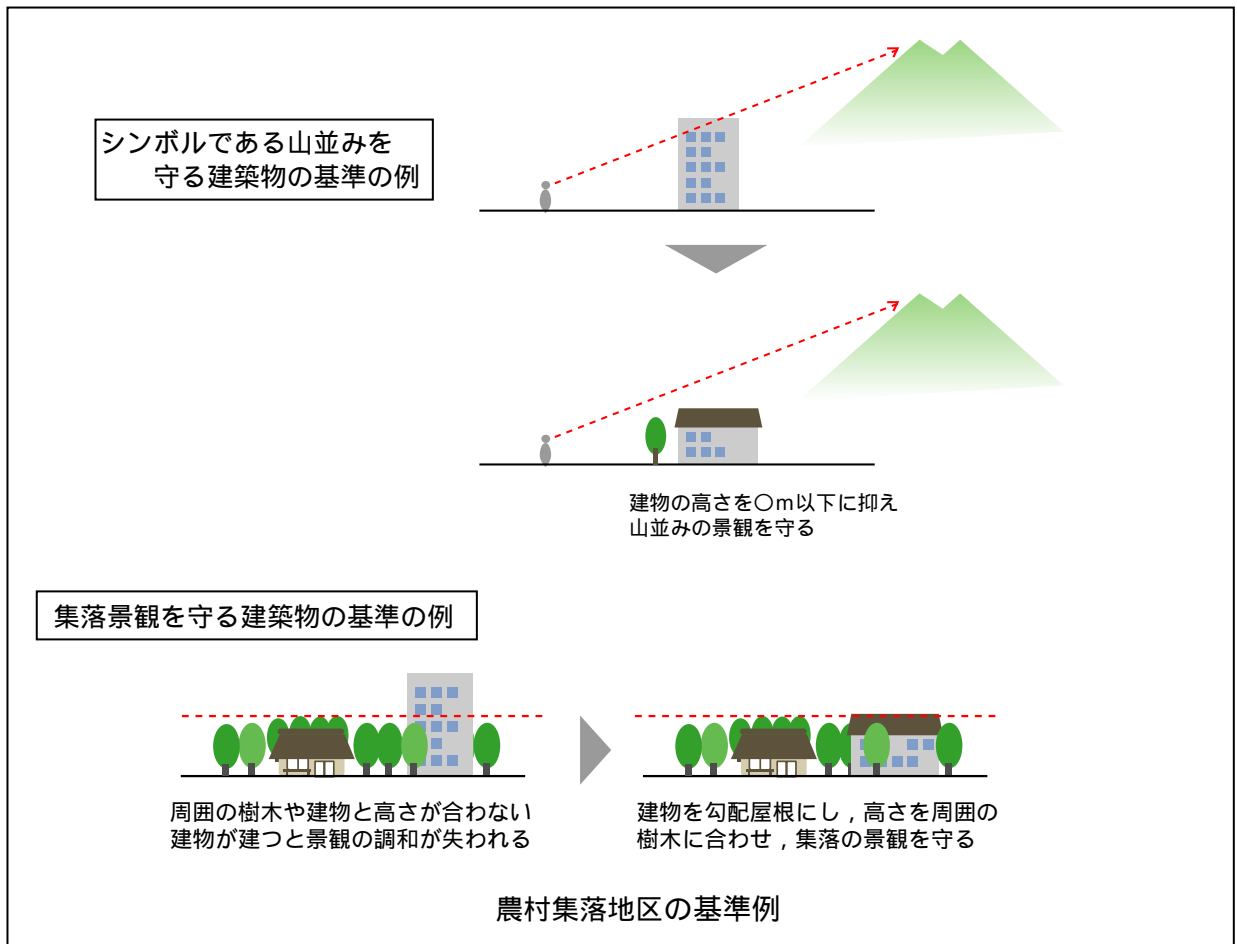 シンボルである山並みを
守る建築物の基準の例
建物の高さを○m以下に抑え
山並みの景観を守る
集落景観を守る建築物の基準の例
周囲の樹木や建物と高さが合わない
建物が建つと景観の調和が失われる
建物を勾配屋根にし，高さを周囲の
樹木に合わせ，集落の景観を守る
農村集落地区の基準例